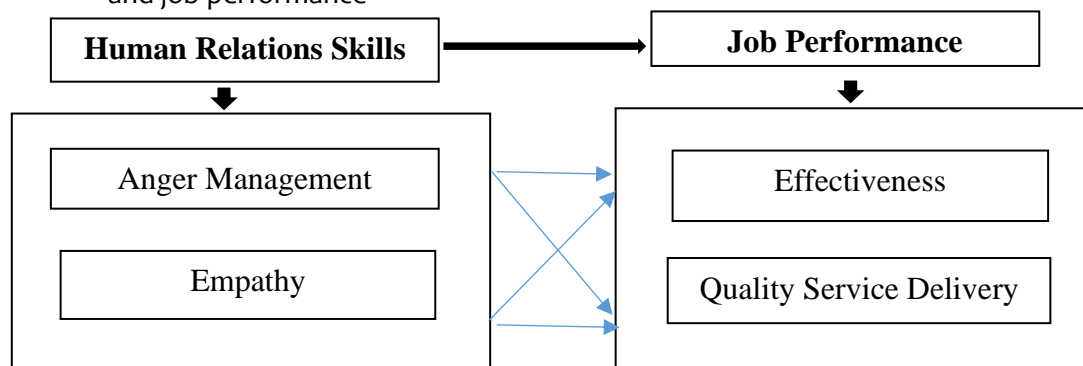 and job performance
Human Relations Skills
Job Performance
Anger Management
Effectiveness
Empathy
Quality Service Delivery